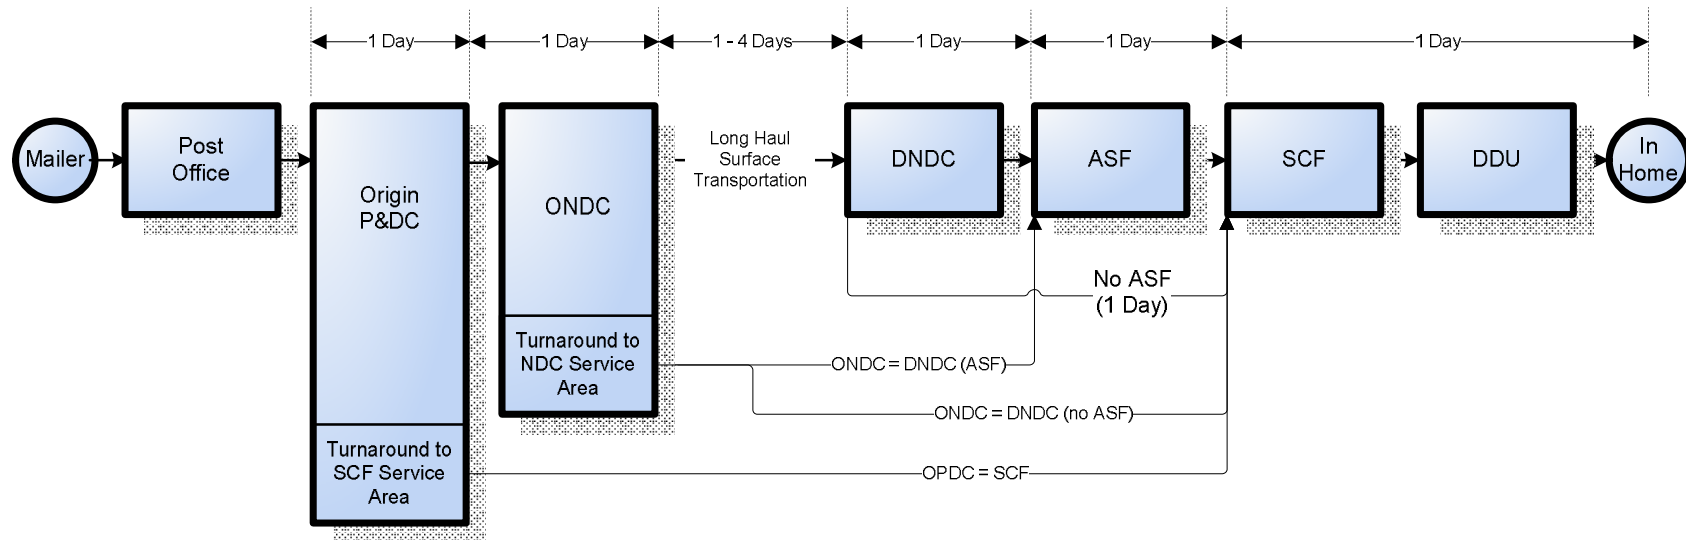 1 Day
1 Day
1 - 4 Days
1 Day
1 Day
1 Day
Mailer
Post
Office
Origin
P&DC
Turnaround to
SCF Service
Area
ONDC
Turnaround to
NDC Service
Area
Long Haul
Surface
Transportation
DNDC
ASF
SCF
DDU
In
Home
No ASF
(1 Day)
ONDC = DNDC (ASF)
ONDC = DNDC (no ASF)
OPDC = SCF